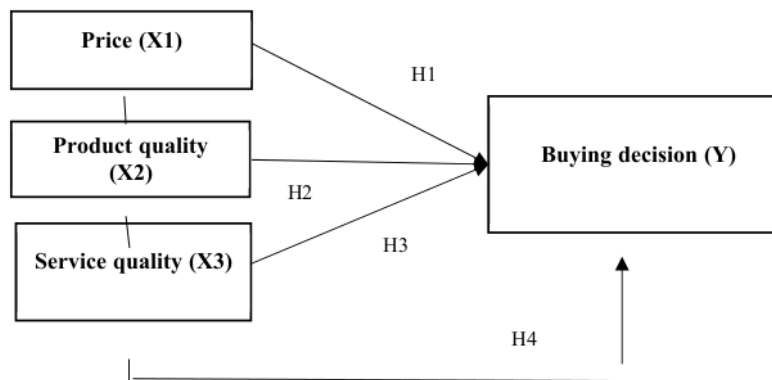 Price (X1)
H1
Product quality
(X2)
Buying decision (Y)
H2
H3
Service quality (X3)
H4